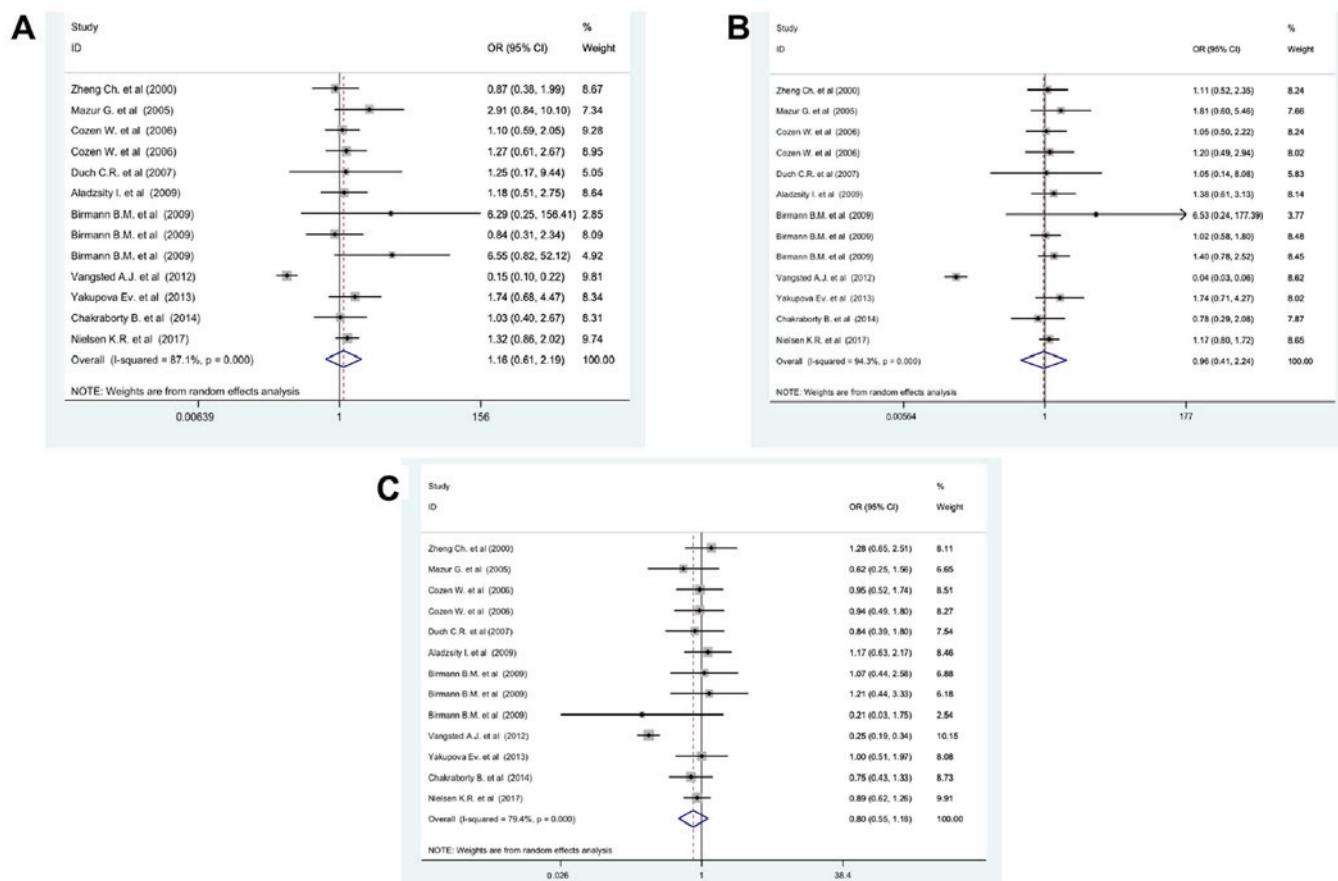 A
Study %
ID OR (95% CI) Weight
Zheng Ch. et al (2000) 0.87 (0.38, 1.99) 8.67
Mazur G. et al (2005) 2.91 (0.84, 10.10) 7.34
Cozen W. et al (2006) 1.10 (0.59, 2.05) 9.28
Cozen W. et al (2006) 1.27 (0.61, 2.67) 8.95
Duch C.R. et al (2007) 1.25 (0.17, 9.44) 5.05
Aladzsity I. et al (2009) 1.18 (0.51, 2.75) 8.64
Birmann B.M. et al (2009) 6.29 (0.25, 156.41) 2.85
Birmann B.M. et al (2009) 0.84 (0.31, 2.34) 8.09
Birmann B.M. et al (2009) 6.55 (0.82, 52.12) 4.92
Vangsted A.J. et al (2012) 0.15 (0.10, 0.22) 9.81
Yakupova Ev. et al (2013) 1.74 (0.68, 4.47) 8.34
Chakraborty B. et al (2014) 1.03 (0.40, 2.67) 8.31
Nielsen K.R. et al (2017) 1.32 (0.86, 2.02) 9.74
Overall (I-squared = 87.1%, p = 0.000) 1.16 (0.61, 2.19) 100.00
NOTE: Weights are from random effects analysis
0.00639 1 156
B
Study %
ID OR (95% CI) Weight
Zheng Ch. et al (2000) 1.11 (0.52, 2.35) 8.24
Mazur G. et al (2005) 1.81 (0.60, 5.46) 7.66
Cozen W. et al (2006) 1.05 (0.50, 2.22) 8.24
Cozen W. et al (2006) 1.20 (0.49, 2.94) 8.02
Duch C.R. et al (2007) 1.05 (0.14, 8.08) 5.83
Aladzsity I. et al (2009) 1.38 (0.61, 3.13) 8.14
Birmann B.M. et al (2009) 6.53 (0.24, 177.39) 3.77
Birmann B.M. et al (2009) 1.02 (0.58, 1.80) 8.48
Birmann B.M. et al (2009) 1.40 (0.78, 2.52) 8.45
Vangsted A.J. et al (2012) 0.04 (0.03, 0.06) 8.62
Yakupova Ev. et al (2013) 1.74 (0.71, 4.27) 8.02
Chakraborty B. et al (2014) 0.78 (0.29, 2.08) 7.87
Nielsen K.R. et al (2017) 1.17 (0.80, 1.72) 8.65
Overall (I-squared = 94.3%, p = 0.000) 0.96 (0.41, 2.24) 100.00
NOTE: Weights are from random effects analysis
0.00564 1 177
C
Study %
ID OR (95% CI) Weight
Zheng Ch. et al (2000) 1.28 (0.65, 2.51) 8.11
Mazur G. et al (2005) 0.62 (0.25, 1.56) 6.65
Cozen W. et al (2006) 0.95 (0.52, 1.74) 8.51
Cozen W. et al (2006) 0.94 (0.49, 1.80) 8.27
Duch C.R. et al (2007) 0.84 (0.39, 1.80) 7.54
Aladzsity I. et al (2009) 1.17 (0.63, 2.17) 8.46
Birmann B.M. et al (2009) 1.07 (0.44, 2.58) 6.88
Birmann B.M. et al (2009) 1.21 (0.44, 3.33) 6.18
Birmann B.M. et al (2009) 0.21 (0.03, 1.75) 2.54
Vangsted A.J. et al (2012) 0.25 (0.19, 0.34) 10.15
Yakupova Ev. et al (2013) 1.00 (0.51, 1.97) 8.08
Chakraborty B. et al (2014) 0.75 (0.43, 1.33) 8.73
Nielsen K.R. et al (2017) 0.89 (0.62, 1.26) 9.91
Overall (I-squared = 79.4%, p = 0.000) 0.80 (0.55, 1.18) 100.00
NOTE: Weights are from random effects analysis
0.026 1 38.4